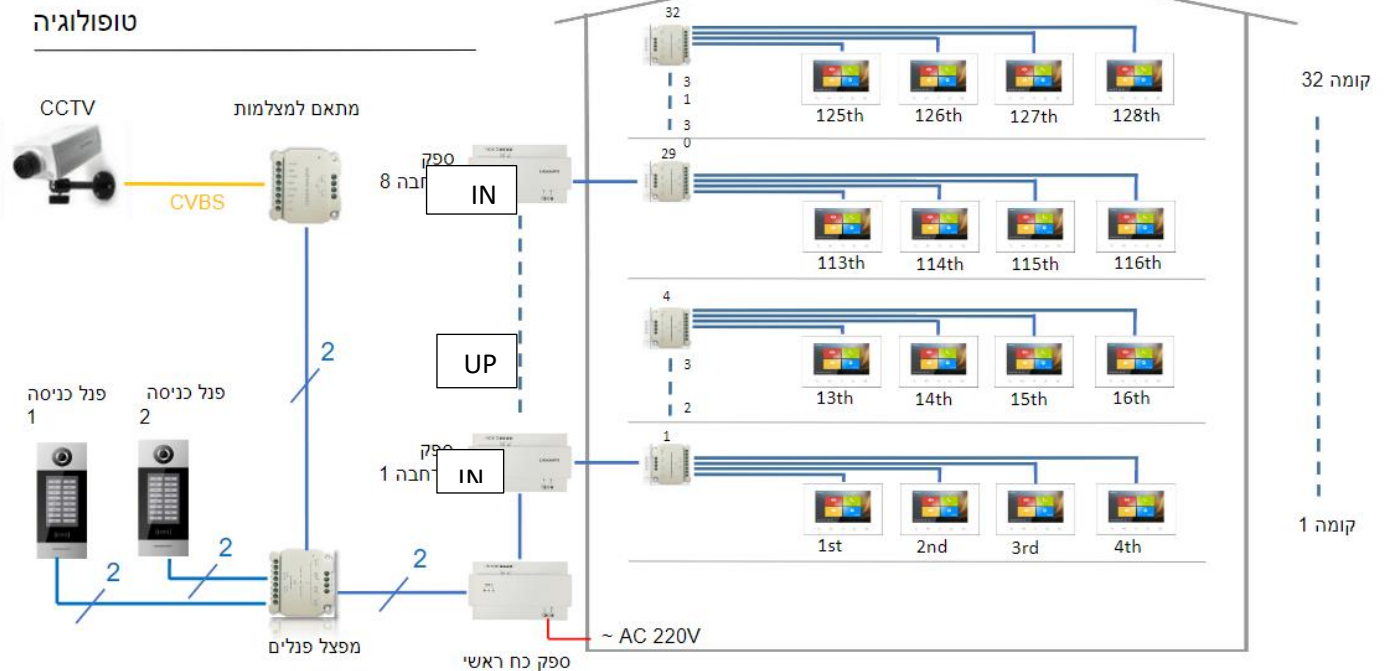 טופולוגיה
CCTV
מתאם למצלמות
CVBS
פנל כניסה
1
פנל כניסה
2
2
2
2
2
מפצל פנלים
ספק כח ראשי
~ AC 220V
ספק
8
IN
UP
ספק
1
IN
32
3
1
3
0
125th
126th
127th
128th
29
113th
114th
115th
116th
4
3
2
13th
14th
15th
16th
1
1st
2nd
3rd
4th
קומה 32
קומה 1